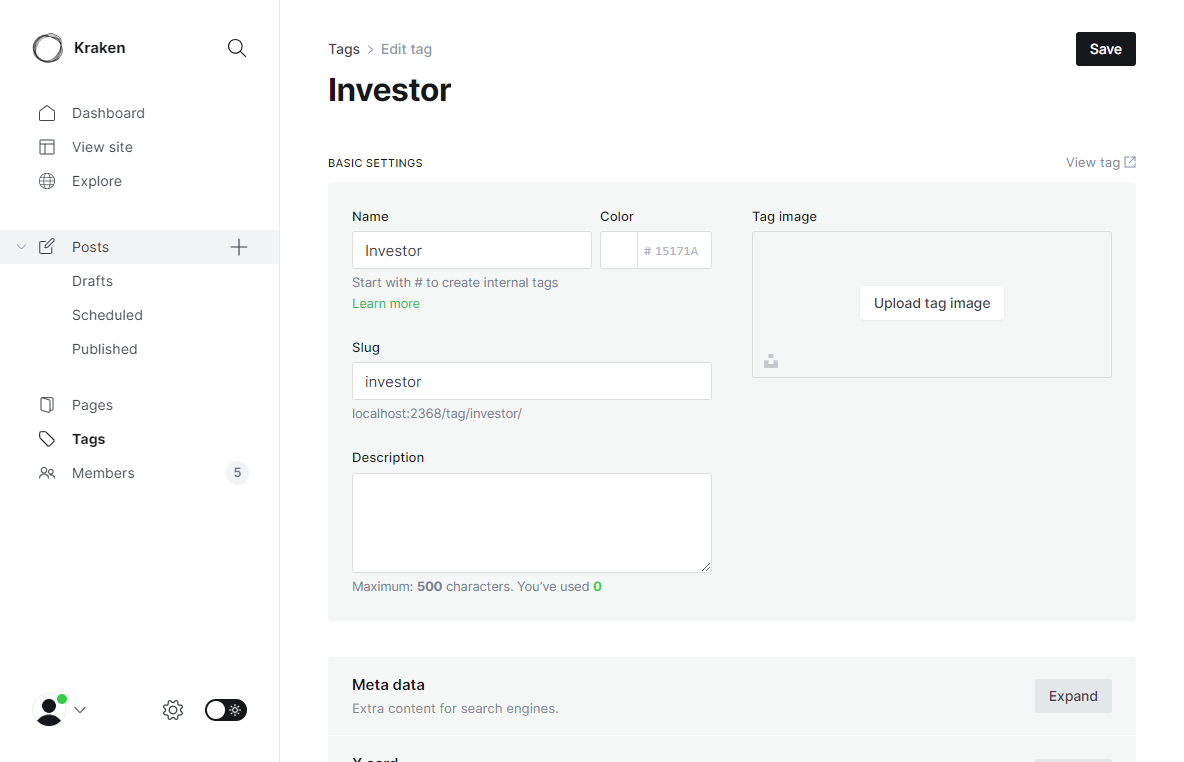 Kraken
Dashboard
View site
Explore
Posts
Drafts
Scheduled
Published
Pages
Tags
Members 5
Tags > Edit tag
Save
Investor
BASIC SETTINGS
View tag
Name
Color
Tag image
Investor
# 15171A
Start with # to create internal tags
Learn more
Upload tag image
Slug
investor
localhost:2368/tag/investor/
Description
Maximum: 500 characters. You’ve used 0
Meta data
Extra content for search engines.
Expand
X card